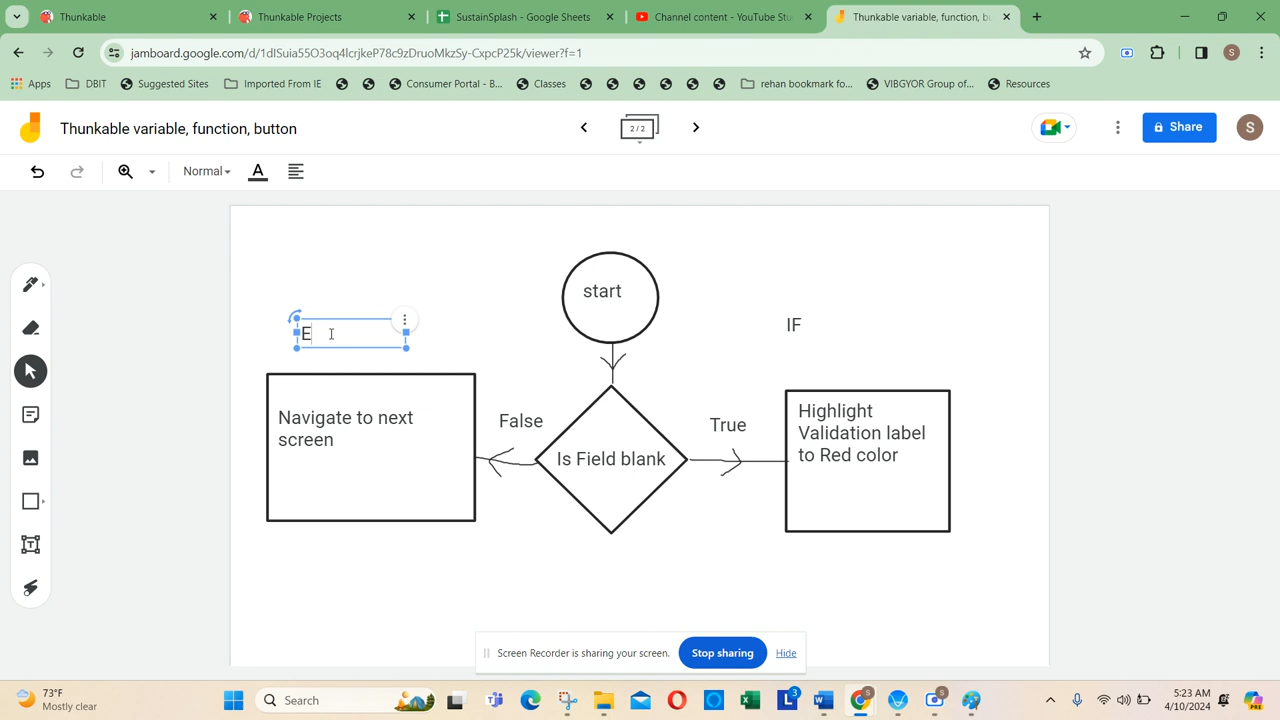 Thunkable
Thunkable Projects
SustainSplash - Google Sheets
Channel content - YouTube Stu
Thunkable variable, function, bu
jamboard.google.com/d/1dISuia55O3oq4lcrjkeP78c9zDruoMkzSy-CxpcP25k/viewer?f=1
S
Apps
DBIT
Suggested Sites
Imported From IE
Consumer Portal - B...
Classes
rehan bookmark fo...
VIBGYOR Group of...
Resources
Thunkable variable, function, button
2 / 2
Share
S
Normal
A
start
E
IF
Navigate to next
screen
False
Is Field blank
True
Highlight
Validation label
to Red color
Screen Recorder is sharing your screen.
Stop sharing
Hide
73°F
Mostly clear
Search
3
5:23 AM
4/10/2024